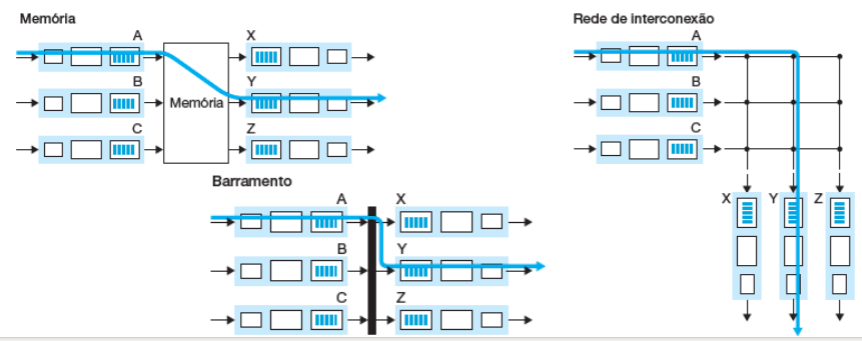 Memória
A
X
B
Memória
Y
C
Z
Rede de interconexão
A
B
C
X
Y
Z
Barramento
A
X
B
Y
C
Z